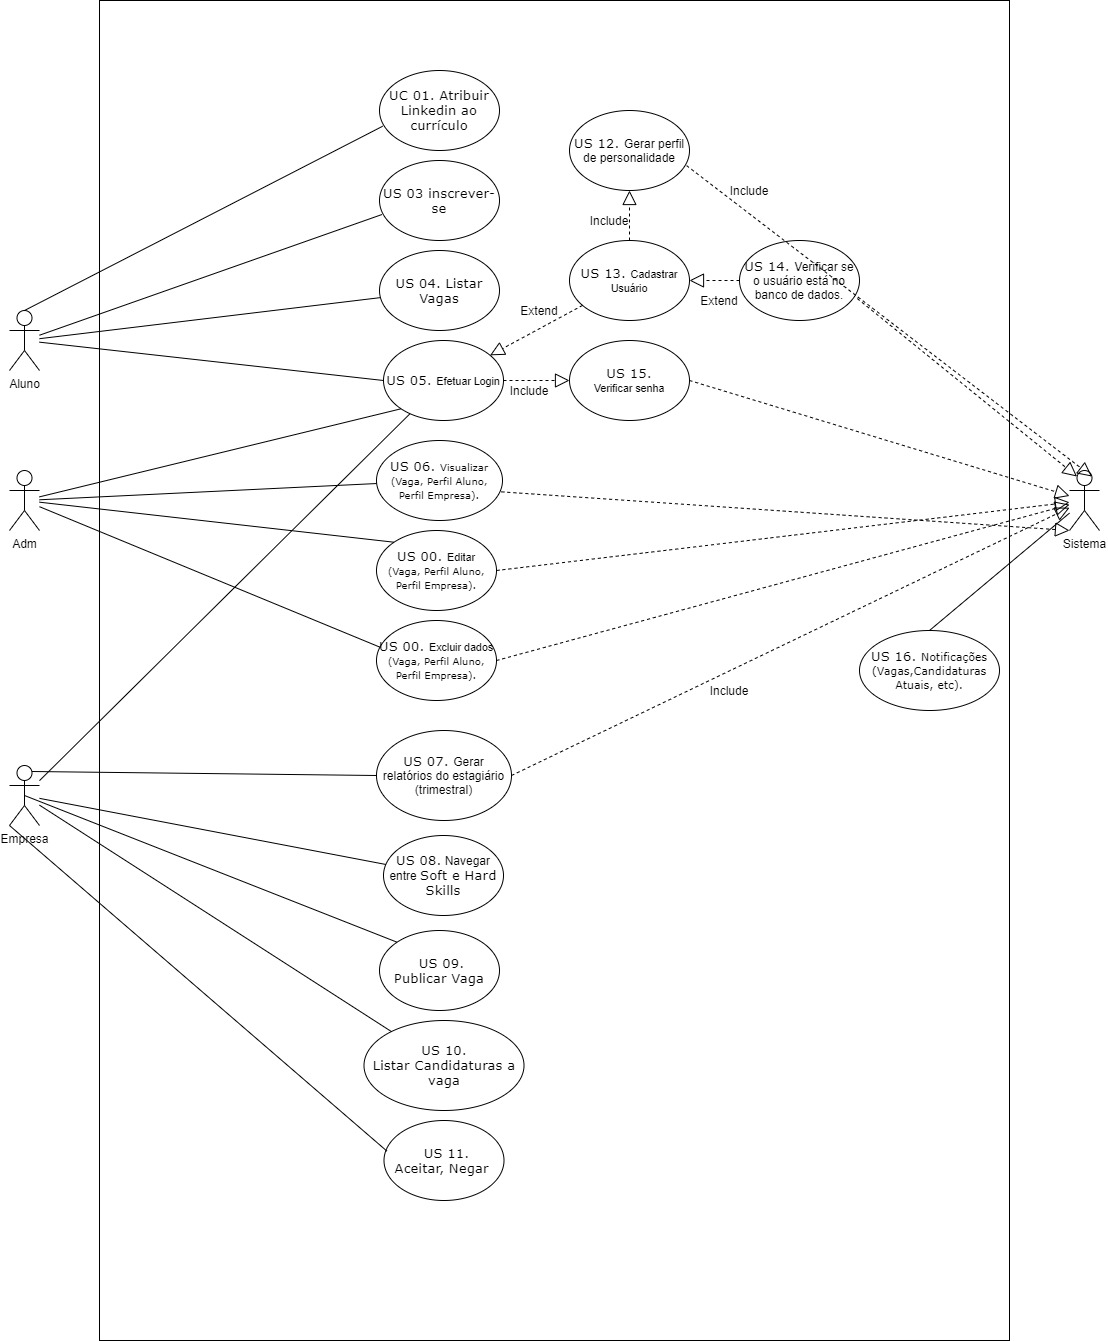 UC 01. Atribuir
Linkedin ao
currículo
US 12. Gerar perfil
de personalidade
Include
US 03 inscrever-
se
Include
US 13. Cadastrar
Usuário
US 14. Verificar se
o usuário está no
banco de dados.
US 04. Listar
Vagas
Extend
Extend
Aluno
US 05. Efetuar Login
Include
US 15.
Verificar senha
US 06. Visualizar
(Vaga, Perfil Aluno,
Perfil Empresa).
Adm
Sistema
US 00. Editar
(Vaga, Perfil Aluno,
Perfil Empresa).
US 00. Excluir dados
(Vaga, Perfil Aluno,
Perfil Empresa).
US 16. Notificações
(Vagas,Candidaturas
Atuais, etc).
Include
US 07. Gerar
relatórios do estagiário
(trimestral)
Empresa
US 08. Navegar
entre Soft e Hard
Skills
US 09.
Publicar Vaga
US 10.
Listar Candidaturas a
vaga
US 11.
Aceitar, Negar